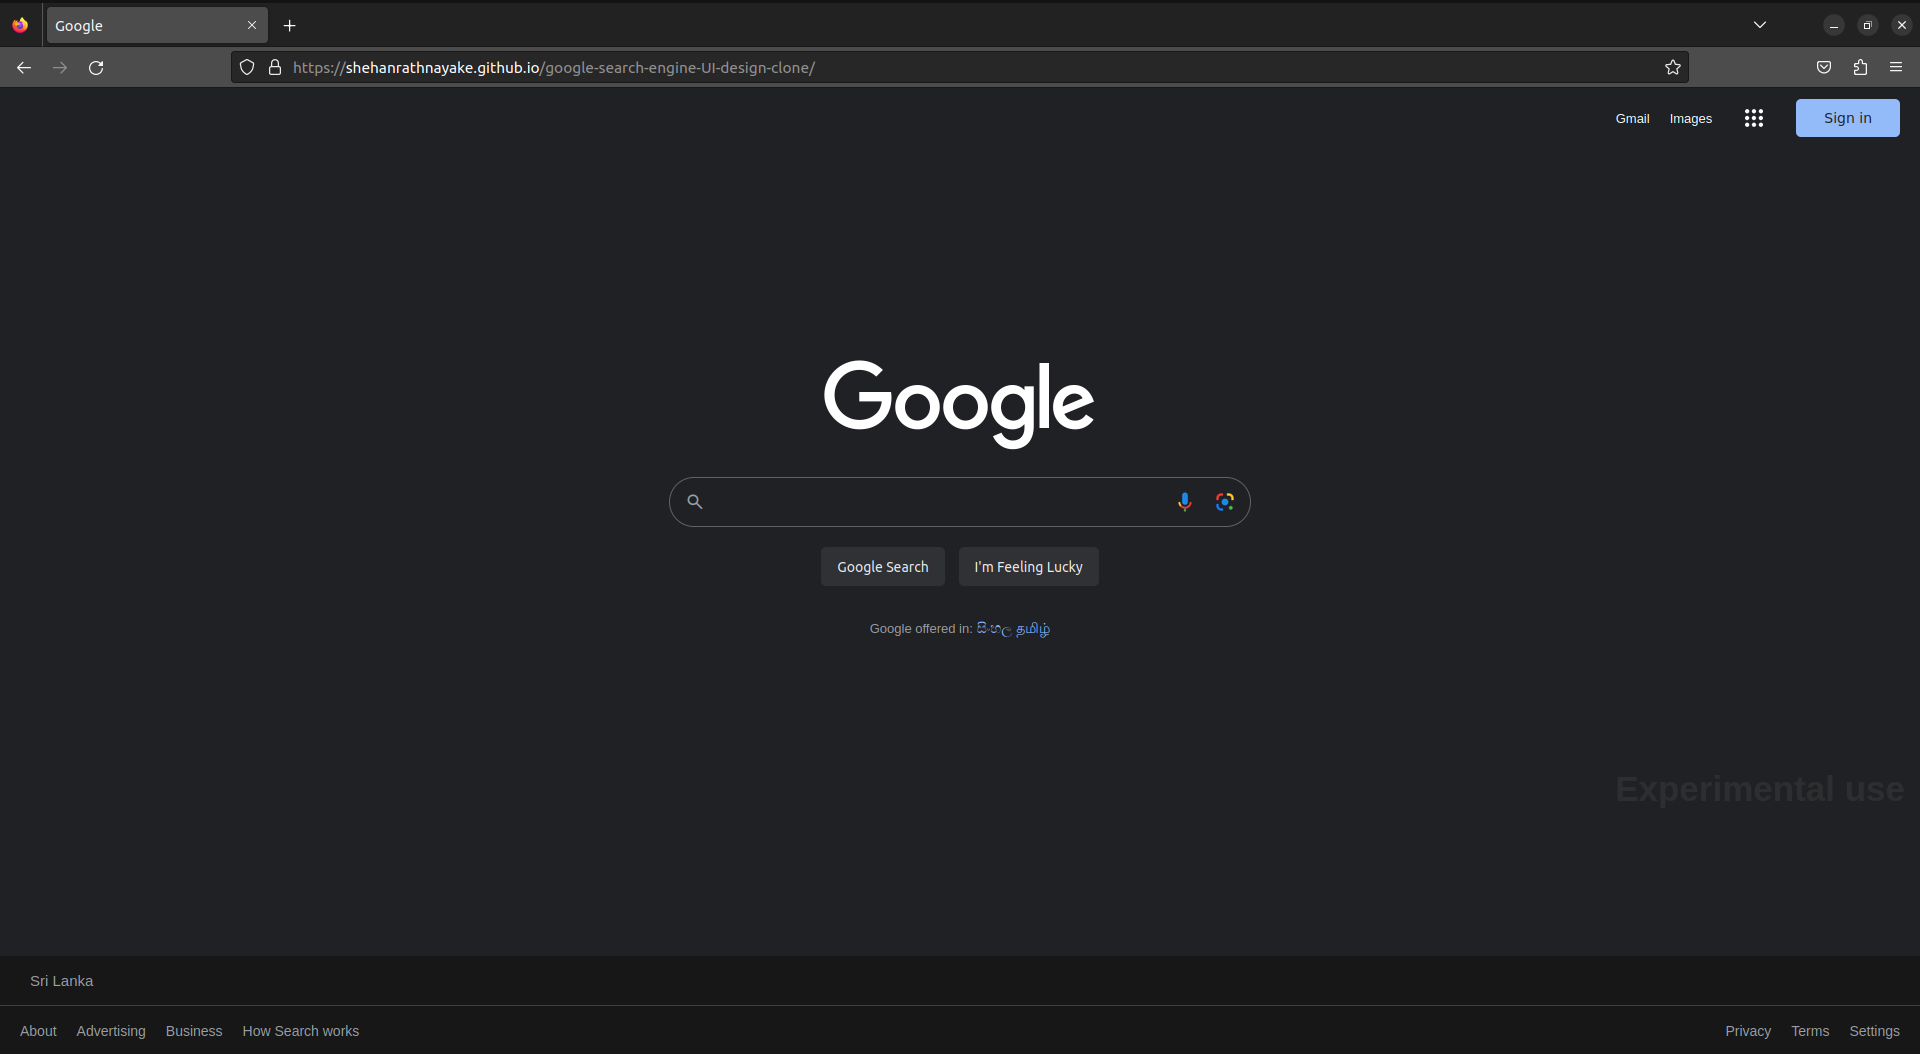 Google
https://shehanrathnayake.github.io/google-search-engine-UI-design-clone/
Gmail Images Sign in
Google
Google Search I'm Feeling Lucky
Google offered in: සිංහල தமிழ்
Experimental use
Sri Lanka
About Advertising Business How Search works Privacy Terms Settings